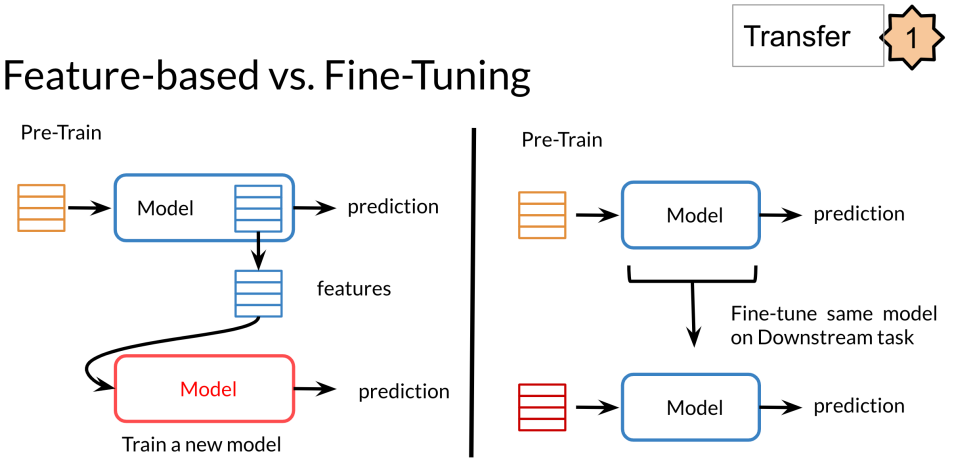 Transfer 1
Feature-based vs. Fine-Tuning
Pre-Train
Model
prediction
features
Model
prediction
Train a new model
Pre-Train
Model
prediction
Fine-tune same model
on Downstream task
Model
prediction